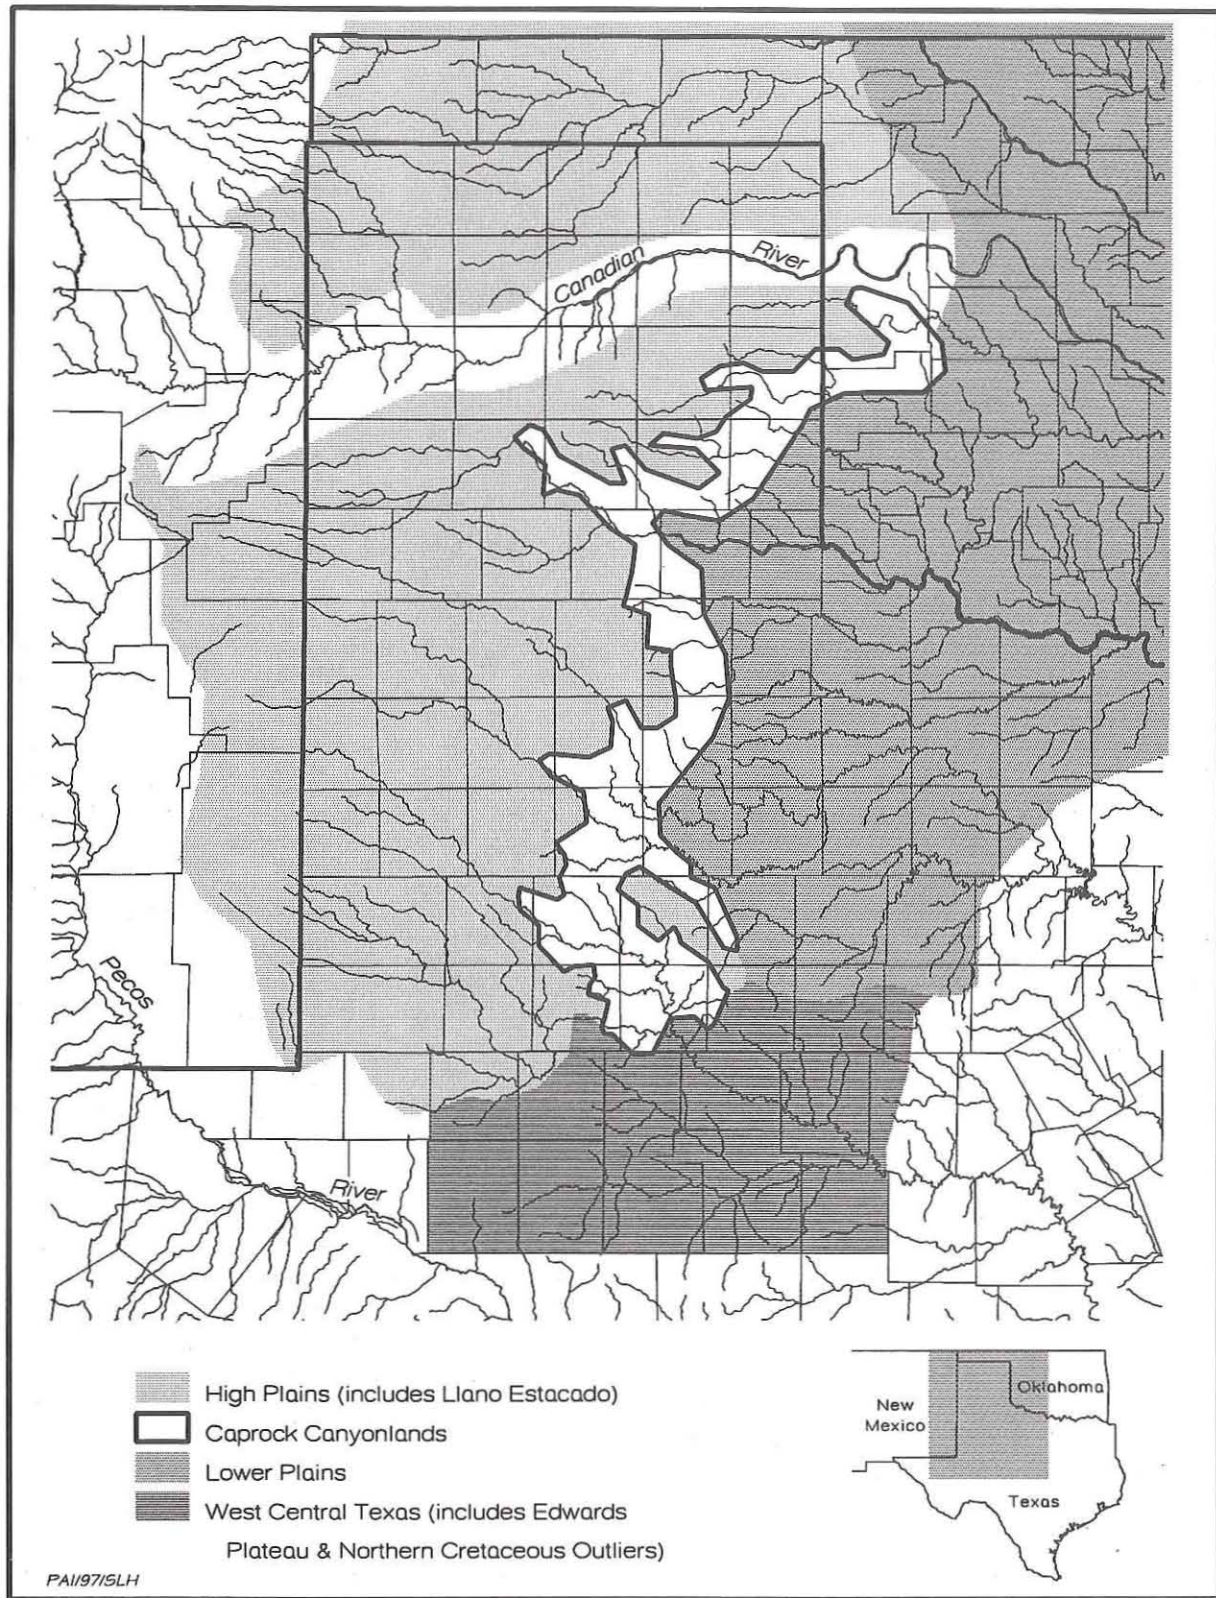 Canadian
River
Pecos
River
High Plains (includes Llano Estacado)
Caprock Canyonlands
Lower Plains
West Central Texas (includes Edwards
Plateau & Northern Cretaceous Outliers)
New
Mexico
Oklahoma
Texas
PAI/97/SLH